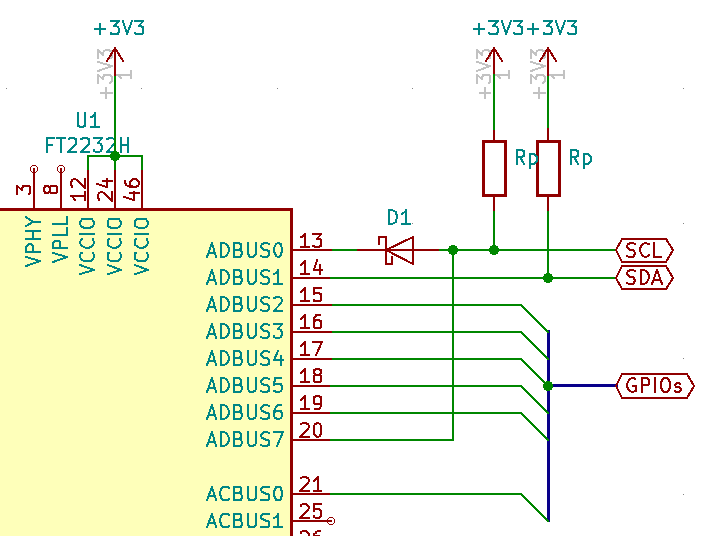 +3V3
+3V3+3V3
+3V3
1
+3V3
1
+3V3
1
U1
FT2232H
Rp
Rp
3
8
12
24
46
VPHY
VPLL
VCCIO
VCCIO
VCCIO
D1
ADBUS0 13
SCL
ADBUS1 14
SDA
ADBUS2 15
ADBUS3 16
ADBUS4 17
ADBUS5 18
GPIOs
ADBUS6 19
ADBUS7 20
ACBUS0 21
ACBUS1 25